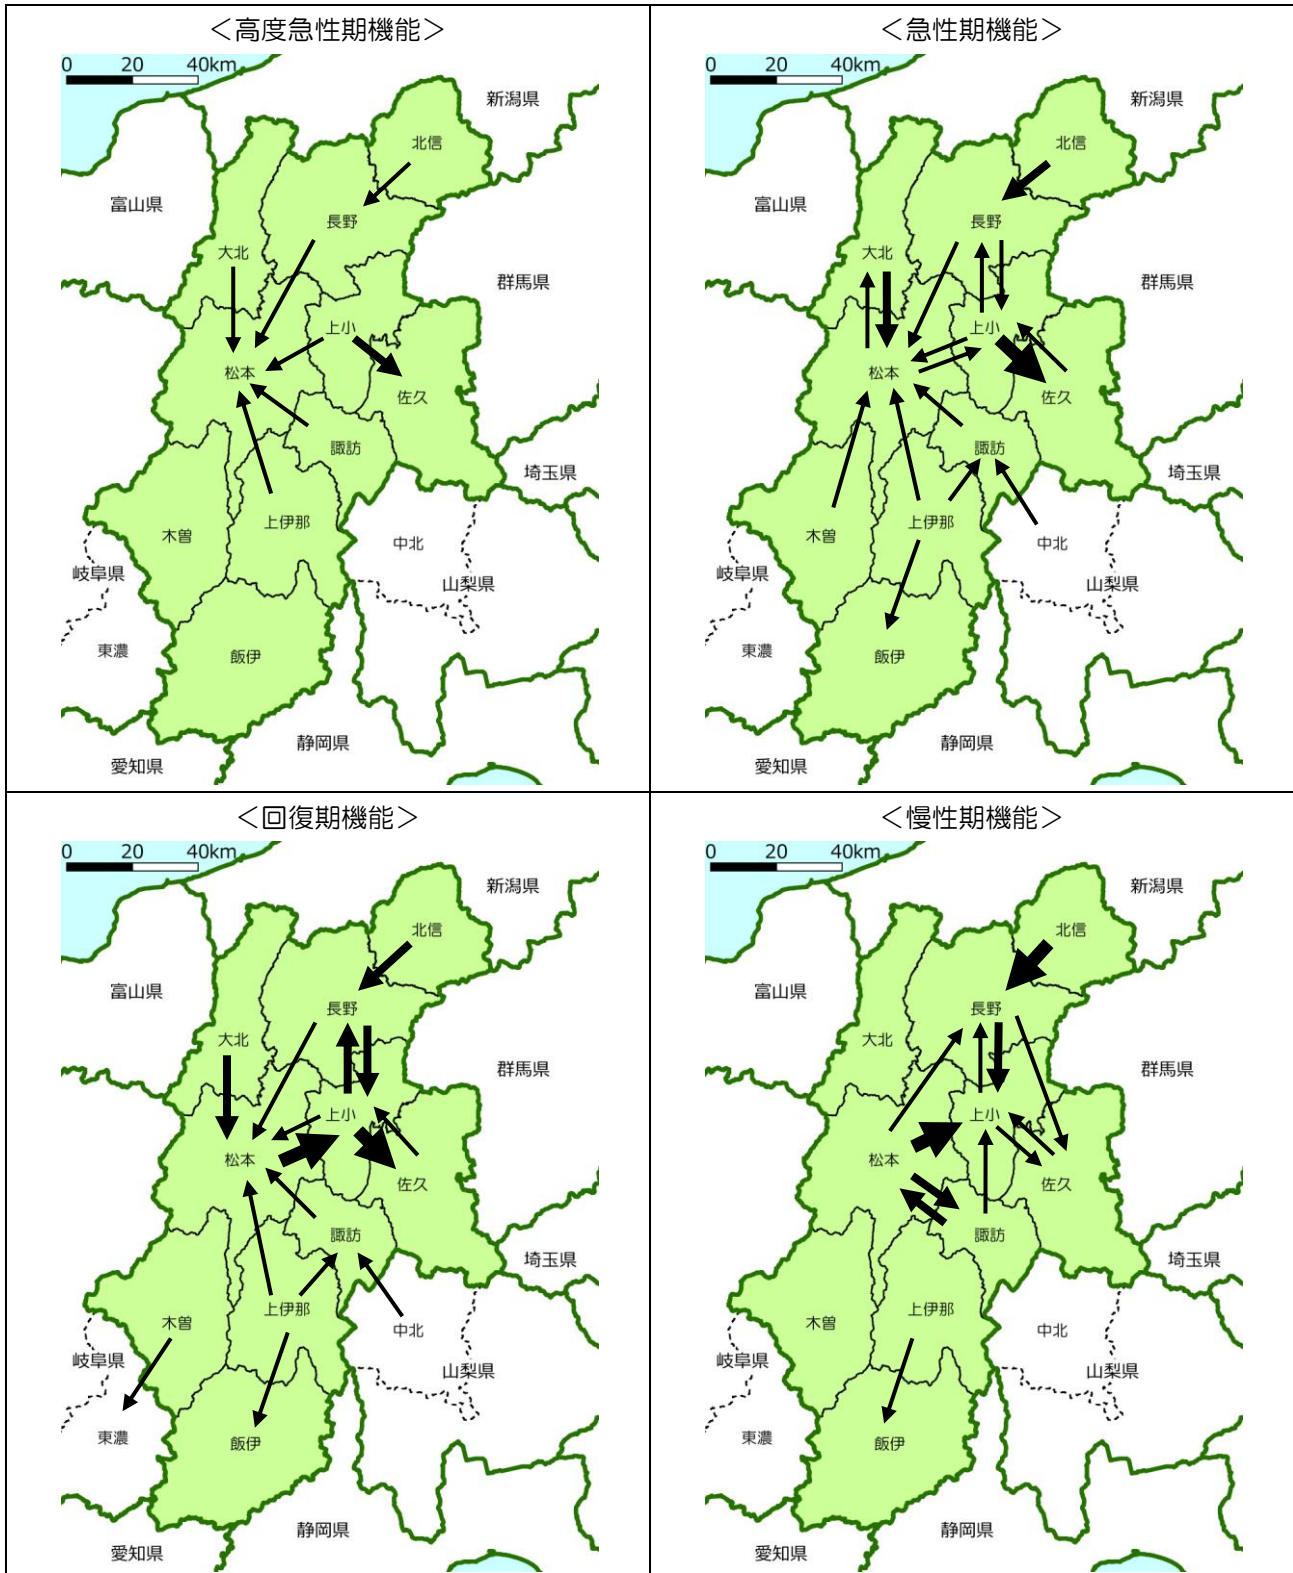 ＜高度急性期機能＞
0 20 40km
新潟県
北信
富山県
長野
大北
群馬県
上小
松本
佐久
諏訪
埼玉県
上伊那
木曽
中北
岐阜県
山梨県
東濃
飯伊
静岡県
愛知県
＜急性期機能＞
0 20 40km
新潟県
北信
富山県
長野
大北
群馬県
上小
松本
佐久
諏訪
埼玉県
上伊那
木曽
中北
岐阜県
山梨県
東濃
飯伊
静岡県
愛知県
＜回復期機能＞
0 20 40km
新潟県
北信
富山県
長野
大北
群馬県
上小
松本
佐久
諏訪
埼玉県
上伊那
木曽
中北
岐阜県
山梨県
東濃
飯伊
静岡県
愛知県
＜慢性期機能＞
0 20 40km
新潟県
北信
富山県
長野
大北
群馬県
上小
松本
佐久
諏訪
埼玉県
上伊那
木曽
中北
岐阜県
山梨県
東濃
飯伊
静岡県
愛知県